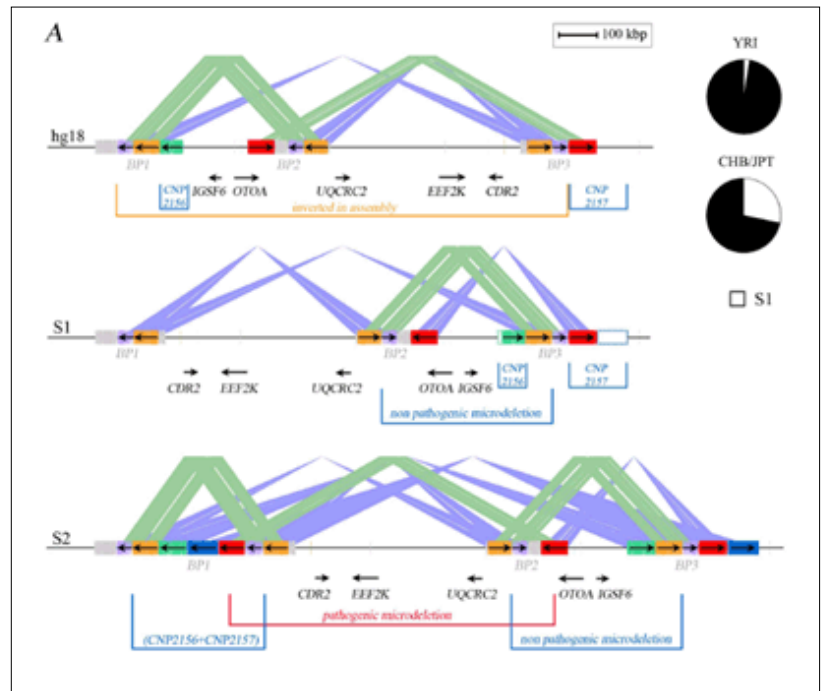 A
100 kbp
YRI
hg18
BP1
BP2
BP3
CHB/JPT
CNP
2156
IGSF6
OTOA
UQCRC2
EEF2K
CDR2
CNP
2157
inverted in assembly
S1
S1
BP1
BP2
BP3
CDR2
EEF2K
UQCRC2
OTOA
IGSF6
CNP
2156
CNP
2157
non pathogenic microdeletion
S2
BP1
BP2
BP3
CDR2
EEF2K
UQCRC2
OTOA
IGSF6
pathogenic microdeletion
(CNP2156+CNP2157)
non pathogenic microdeletion